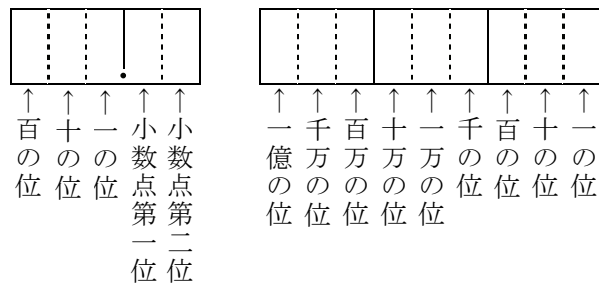 ↑百の位
↑十の位
↑一の位
↑小数点第一位
↑小数点第二位
↑一億の位
↑千万の位
↑百万の位
↑十万の位
↑一万の位
↑千の位
↑百の位
↑十の位
↑一の位